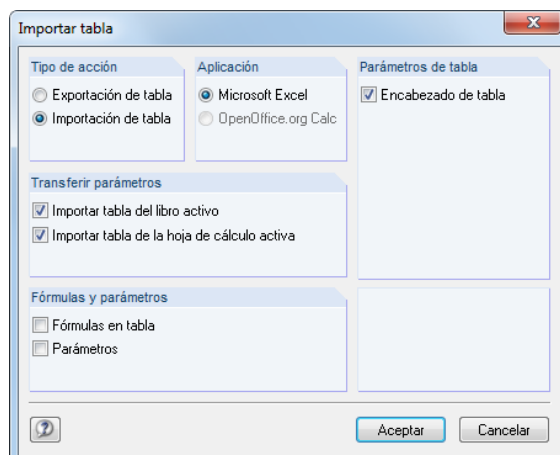 Importar tabla
Tipo de acción
Exportación de tabla
Importación de tabla
Aplicación
Microsoft Excel
OpenOffice.org Calc
Parámetros de tabla
Encabezado de tabla
Transferir parámetros
Importar tabla del libro activo
Importar tabla de la hoja de cálculo activa
Fórmulas y parámetros
Fórmulas en tabla
Parámetros
Aceptar
Cancelar